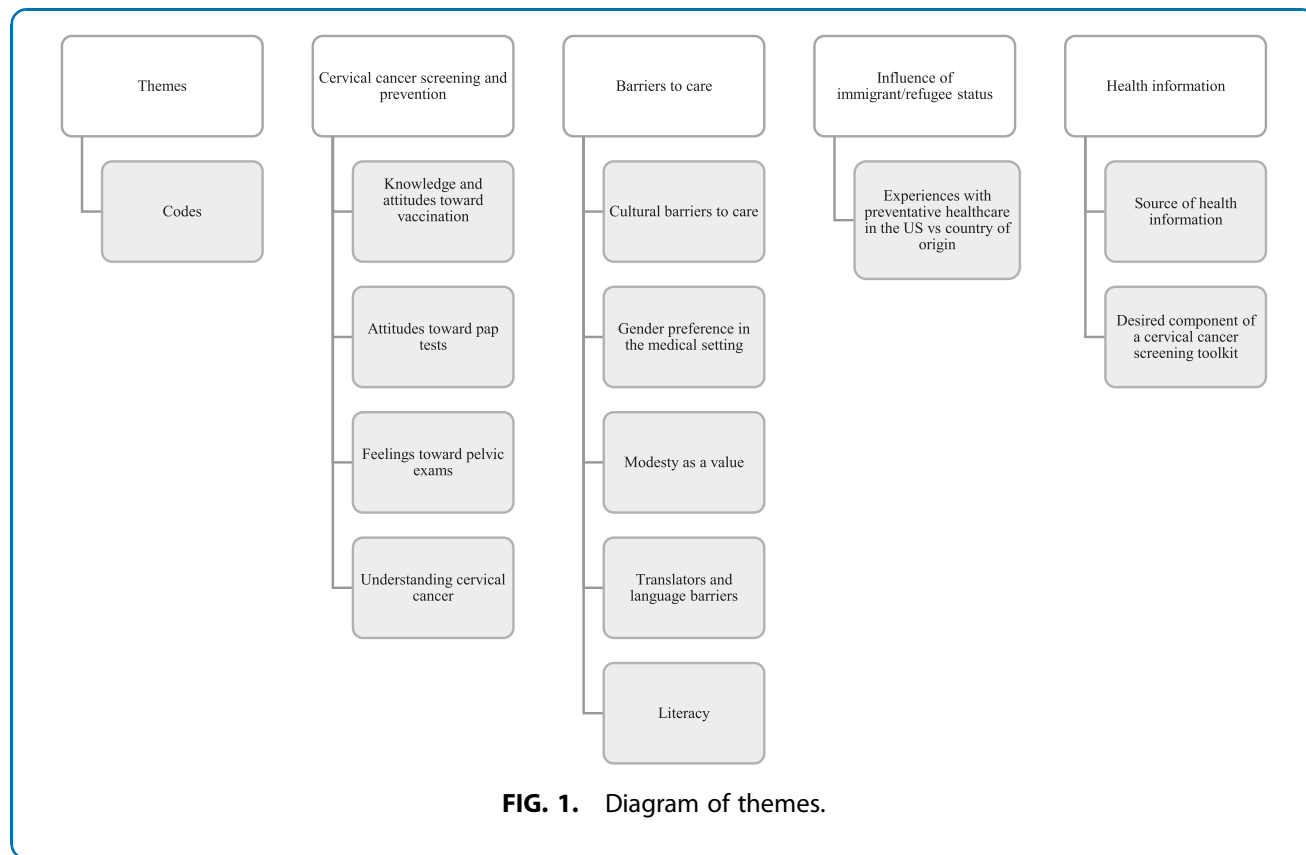 Themes
Codes
Cervical cancer screening and
prevention
Knowledge and
attitudes toward
vaccination
Attitudes toward pap
tests
Feelings toward pelvic
exams
Understanding cervical
cancer
Barriers to care
Cultural barriers to care
Gender preference in
the medical setting
Modesty as a value
Translators and
language barriers
Literacy
Influence of
immigrant/refugee status
Experiences with
preventative healthcare
in the US vs country of
origin
Health information
Source of health
information
Desired component of
a cervical cancer
screening toolkit
FIG. 1. Diagram of themes.